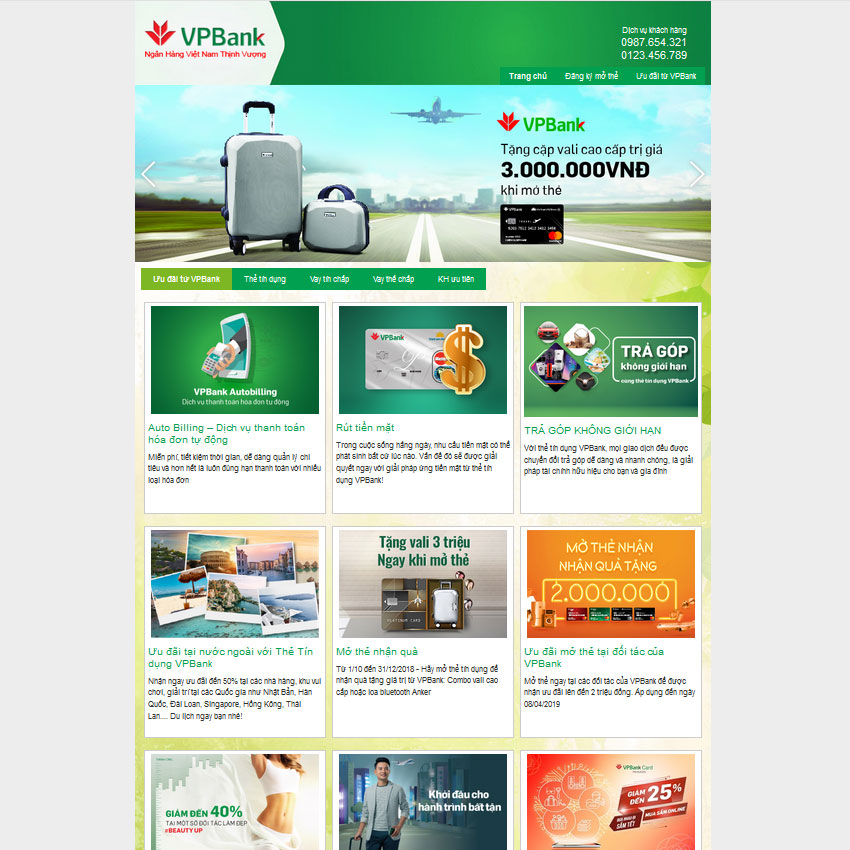 VPBank
Ngân Hàng Việt Nam Thịnh Vượng
Dịch vụ khách hàng
0987.654.321
0123.456.789
Trang chủ Đăng ký mở thẻ Ưu đãi từ VPBank
VPBank
Tặng cặp vali cao cấp trị giá
3.000.000VNĐ
khi mở thẻ
Ưu đãi từ VPBank Thẻ tín dụng Vay tín chấp Vay thế chấp KH ưu tiên
VPBank Autobilling
Dịch vụ thanh toán hóa đơn tự động
Auto Billing – Dịch vụ thanh toán
hóa đơn tự động
Miễn phí, tiết kiệm thời gian, dễ dàng quản lý chi
tiêu và hơn hết là luôn đúng hạn thanh toán với nhiều
loại hóa đơn
VPBank
Rút tiền mặt
Trong cuộc sống hằng ngày, nhu cầu tiền mặt có thể
phát sinh bất cứ lúc nào. Vấn đề đó sẽ được giải
quyết ngay với giải pháp ứng tiền mặt từ thẻ tín
dụng VPBank!
TRẢ GÓP
không giới hạn
cùng thẻ tín dụng VPBank
TRẢ GÓP KHÔNG GIỚI HẠN
Với thẻ tín dụng VPBank, mọi giao dịch đều được
chuyển đổi trả góp dễ dàng và nhanh chóng, là giải
pháp tài chính hữu hiệu cho bạn và gia đình
Ưu đãi tại nước ngoài với Thẻ Tín
dụng VPBank
Nhận ngay ưu đãi đến 50% tại các nhà hàng, khu vui
chơi, giải trí tại các Quốc gia như Nhật Bản, Hàn
Quốc, Đài Loan, Singapore, Hồng Kông, Thái
Lan.... Du lịch ngay bạn nhé!
Tặng vali 3 triệu
Ngay khi mở thẻ
PLATINUM CARD
Mở thẻ nhận quà
Từ 1/10 đến 31/12/2018 - Hãy mở thẻ tín dụng để
nhận quà tặng giá trị từ VPBank: Combo vali cao
cấp hoặc loa bluetooth Anker
MỞ THẺ NHẬN
NHẬN QUÀ TẶNG
2.000.000
Ưu đãi mở thẻ tại đối tác của
VPBank
Mở thẻ ngay tại các đối tác của VPBank để được
nhận ưu đãi lên đến 2 triệu đồng. Áp dụng đến ngày
08/04/2019
GIẢM ĐẾN 40%
TẠI MỘT SỐ ĐỐI TÁC LÀM ĐẸP
#BEAUTY UP
Khởi đầu cho
hành trình bất tận
VPBank Card
GIẢM
ĐẾN 25%
MUA SẮM ONLINE
SẮM TẾT